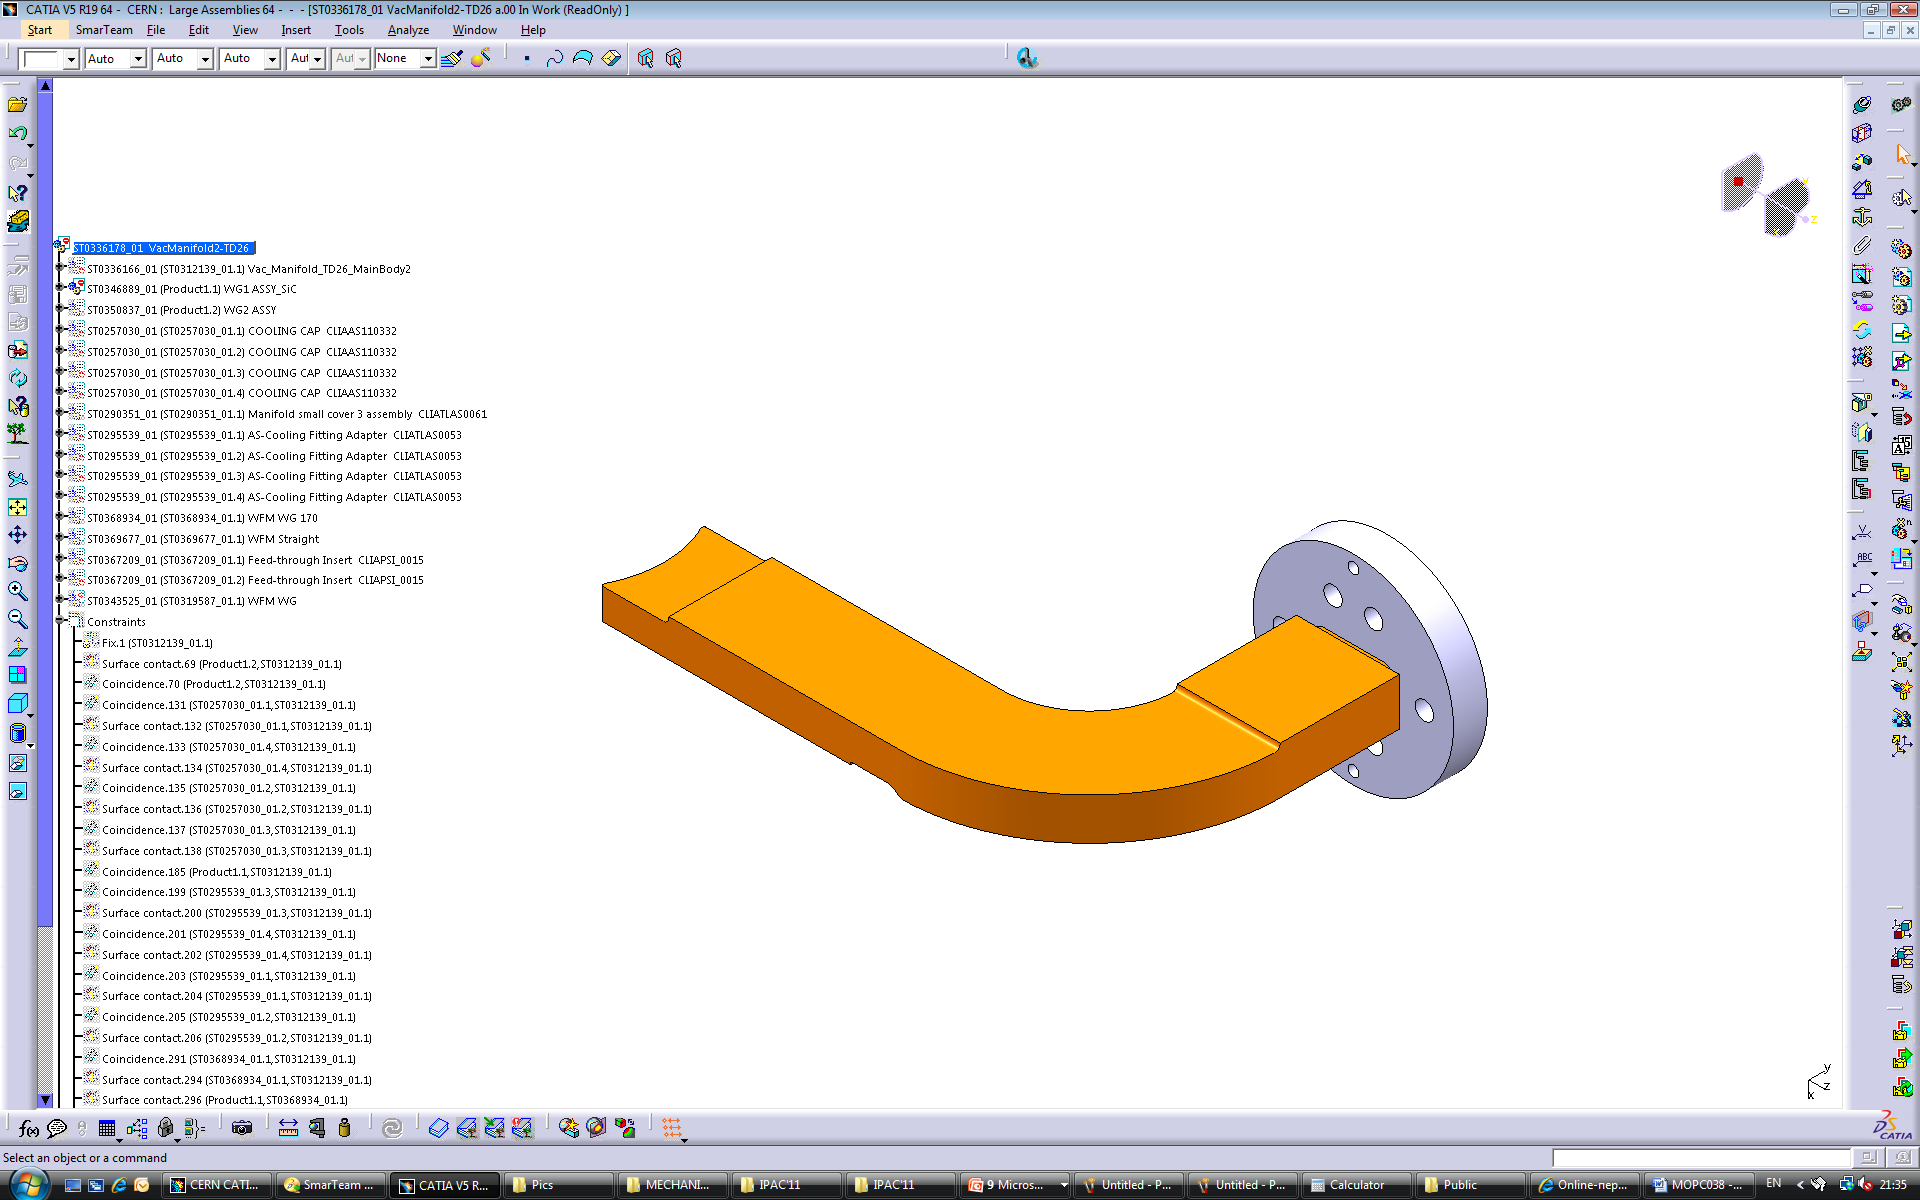 CATIA V5 R19 64 - CERN : Large Assemblies 64 - - - [ST0336178_01 VacManifold2-TD26 a.00 In Work (ReadOnly) ]
Start SmarTeam File Edit View Insert Tools Analyze Window Help
Auto Auto Auto Aut Aut None
ST0336178_01 VacManifold2-TD26
ST0336166_01 (ST0312139_01.1) Vac_Manifold_TD26_MainBody2
ST0346889_01 (Product1.1) WG1 ASSY_SiC
ST0350837_01 (Product1.2) WG2 ASSY
ST0257030_01 (ST0257030_01.1) COOLING CAP CLIAAS110332
ST0257030_01 (ST0257030_01.2) COOLING CAP CLIAAS110332
ST0257030_01 (ST0257030_01.3) COOLING CAP CLIAAS110332
ST0257030_01 (ST0257030_01.4) COOLING CAP CLIAAS110332
ST0290351_01 (ST0290351_01.1) Manifold small cover 3 assembly CLIATLAS0061
ST0295539_01 (ST0295539_01.1) AS-Cooling Fitting Adapter CLIATLAS0053
ST0295539_01 (ST0295539_01.2) AS-Cooling Fitting Adapter CLIATLAS0053
ST0295539_01 (ST0295539_01.3) AS-Cooling Fitting Adapter CLIATLAS0053
ST0295539_01 (ST0295539_01.4) AS-Cooling Fitting Adapter CLIATLAS0053
ST0368934_01 (ST0368934_01.1) WFM WG 170
ST0369677_01 (ST0369677_01.1) WFM Straight
ST0367209_01 (ST0367209_01.1) Feed-through Insert CLIAPSI_0015
ST0367209_01 (ST0367209_01.2) Feed-through Insert CLIAPSI_0015
ST0343525_01 (ST0319587_01.1) WFM WG
Constraints
Fix.1 (ST0312139_01.1)
Surface contact.69 (Product1.2,ST0312139_01.1)
Coincidence.70 (Product1.2,ST0312139_01.1)
Coincidence.131 (ST0257030_01.1,ST0312139_01.1)
Surface contact.132 (ST0257030_01.1,ST0312139_01.1)
Coincidence.133 (ST0257030_01.4,ST0312139_01.1)
Surface contact.134 (ST0257030_01.4,ST0312139_01.1)
Coincidence.135 (ST0257030_01.2,ST0312139_01.1)
Surface contact.136 (ST0257030_01.2,ST0312139_01.1)
Coincidence.137 (ST0257030_01.3,ST0312139_01.1)
Surface contact.138 (ST0257030_01.3,ST0312139_01.1)
Coincidence.185 (Product1.1,ST0312139_01.1)
Coincidence.199 (ST0295539_01.3,ST0312139_01.1)
Surface contact.200 (ST0295539_01.3,ST0312139_01.1)
Coincidence.201 (ST0295539_01.4,ST0312139_01.1)
Surface contact.202 (ST0295539_01.4,ST0312139_01.1)
Coincidence.203 (ST0295539_01.1,ST0312139_01.1)
Surface contact.204 (ST0295539_01.1,ST0312139_01.1)
Coincidence.205 (ST0295539_01.2,ST0312139_01.1)
Surface contact.206 (ST0295539_01.2,ST0312139_01.1)
Coincidence.291 (ST0368934_01.1,ST0312139_01.1)
Surface contact.294 (ST0368934_01.1,ST0312139_01.1)
Surface contact.296 (Product1.1,ST0368934_01.1)
z
ABC
y
z
x
f(x)
CATIA
Select an object or a command
CERN CATI... SmarTeam ... CATIA V5 R... Pics MECHANI... IPAC'11 IPAC'11 9 Micros... Untitled - P... Untitled - P... Calculator Public Online-nep... MOPC038 -... EN 21:35